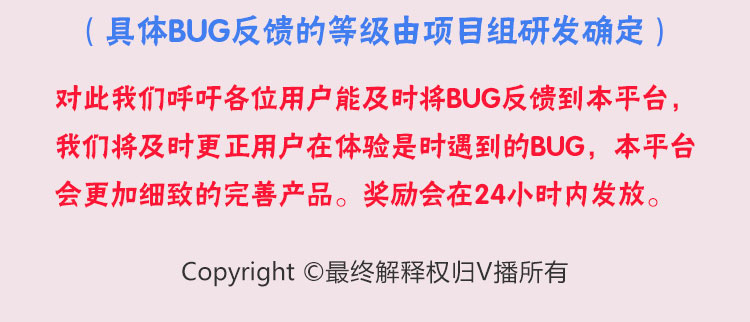 （具体BUG反馈的等级由项目组研发确定）
对此我们呼吁各位用户能及时将BUG反馈到本平台，
我们将及时更正用户在体验是时遇到的BUG，本平台
会更加细致的完善产品。奖励会在24小时内发放。
Copyright ©最终解释权归V播所有